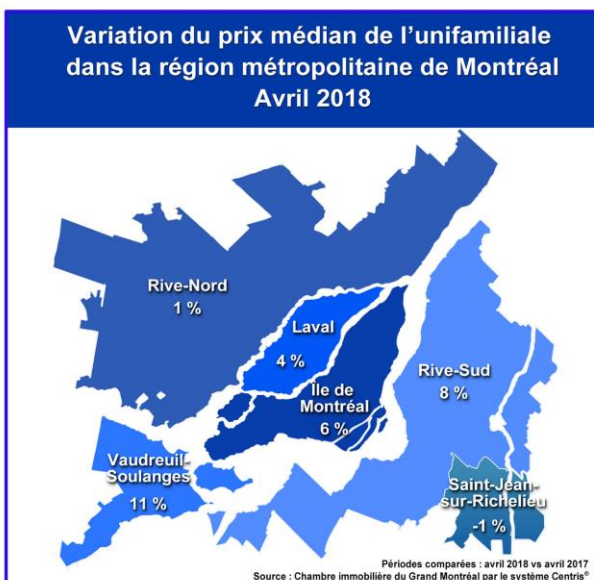 Variation du prix médian de l'unifamiliale
dans la région métropolitaine de Montréal
Avril 2018
Rive-Nord
1 %
Laval
4 %
Île de
Montréal
6 %
Rive-Sud
8 %
Vaudreuil-
Soulanges
11 %
Saint-Jean-
sur-Richelieu
-1 %
Périodes comparées : avril 2018 vs avril 2017
Source : Chambre immobilière du Grand Montréal par le système Centris®